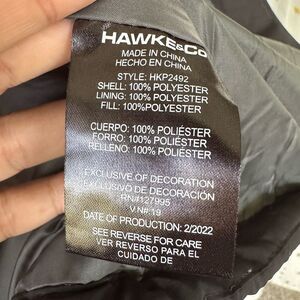 HAWKE&CO
MADE IN CHINA
HECHO EN CHINA
STYLE: HKP2492
SHELL: 100% POLYESTER
LINING: 100% POLYESTER
FILL: 100% POLYESTER
CUERPO: 100% POLIÉSTER
FORRO: 100% POLIÉSTER
RELLENO: 100% POLIÉSTER
EXCLUSIVE OF DECORATION
EXCLUSIVO DE DECORATION
RN#127995
V.N# 19
DATE OF PRODUCTION: 2/2022
SEE REVERSE FOR CARE
VER REVERSO PARA EL
CUIDADO DE